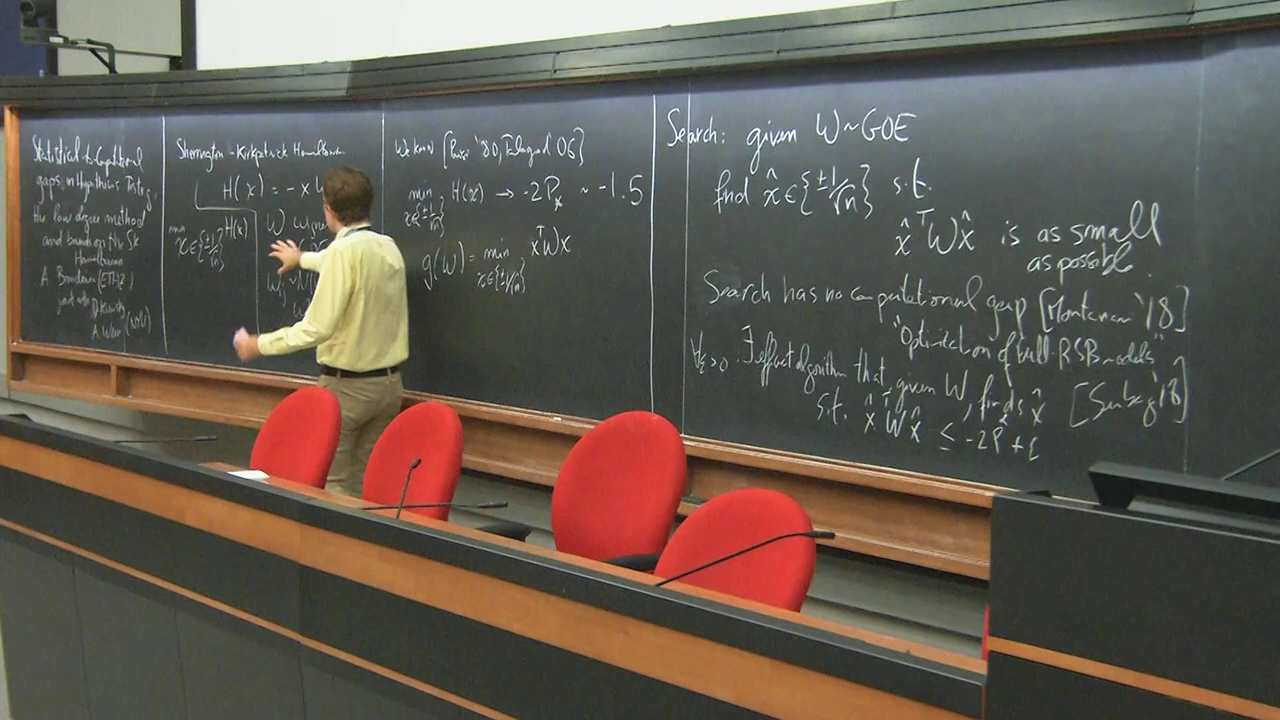 Statistical-to-Computational
gaps in Hypothesis Testing,
the low degree method
and bounds on the SK
Hamiltonian
A. Bandeira (ETHZ)
joint with
D. Kunisky
A. Wein (NYU)
Sherrington-Kirkpatrick Hamiltonian
H(x) = -x
min H(x)
x∈{±1/√n}
W
We know [Parisi '80, Talagrand '06]
min H(x) → -2P* ~ -1.5
x∈{±1/√n}
g(W) = min xᵀWx
x∈{±1/√n}
Search: given W~GOE
find x̂∈{±1/√n} s.t.
x̂ᵀWx̂ is as small
as possible
Search has no computational gap [Montanari '18]
"Optimization of full-RSB models"
∀ε>0 ∃ efficient algorithm that, given W, finds x̂ [Subag '18]
s.t. x̂ᵀWx̂ ≤ -2P + ε